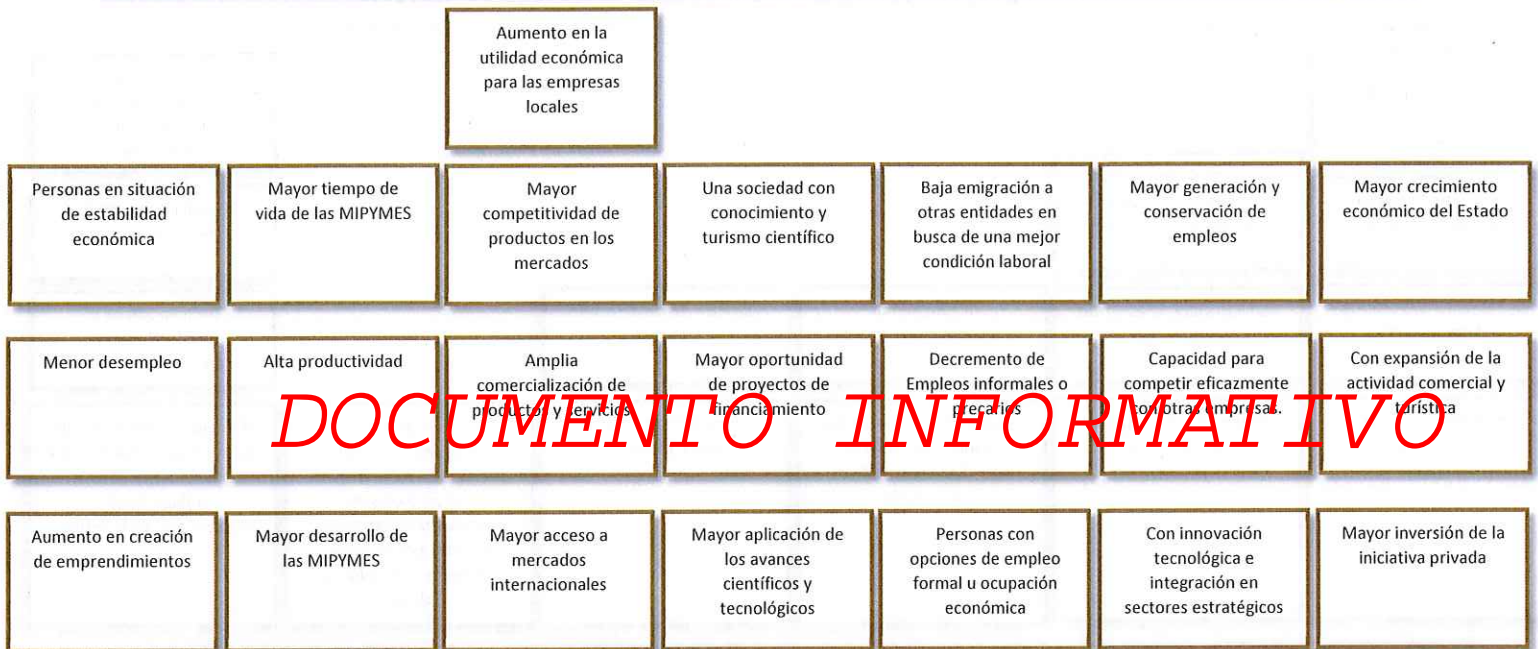 Aumento en la
utilidad económica
para las empresas
locales
Personas en situación
de estabilidad
económica
Mayor tiempo de
vida de las MIPYMES
Mayor
competitividad de
productos en los
mercados
Una sociedad con
conocimiento y
turismo científico
Baja emigración a
otras entidades en
busca de una mejor
condición laboral
Mayor generación y
conservación de
empleos
Mayor crecimiento
económico del Estado
Menor desempleo
Alta productividad
Amplia
comercialización de
productos y servicios
Mayor oportunidad
de proyectos de
financiamiento
Decremento de
Empleos informales o
precarios
Capacidad para
competir eficazmente
con otras empresas.
Con expansión de la
actividad comercial y
turística
DOCUMENTO INFORMATIVO
Aumento en creación
de emprendimientos
Mayor desarrollo de
las MIPYMES
Mayor acceso a
mercados
internacionales
Mayor aplicación de
los avances
científicos y
tecnológicos
Personas con
opciones de empleo
formal u ocupación
económica
Con innovación
tecnológica e
integración en
sectores estratégicos
Mayor inversión de la
iniciativa privada